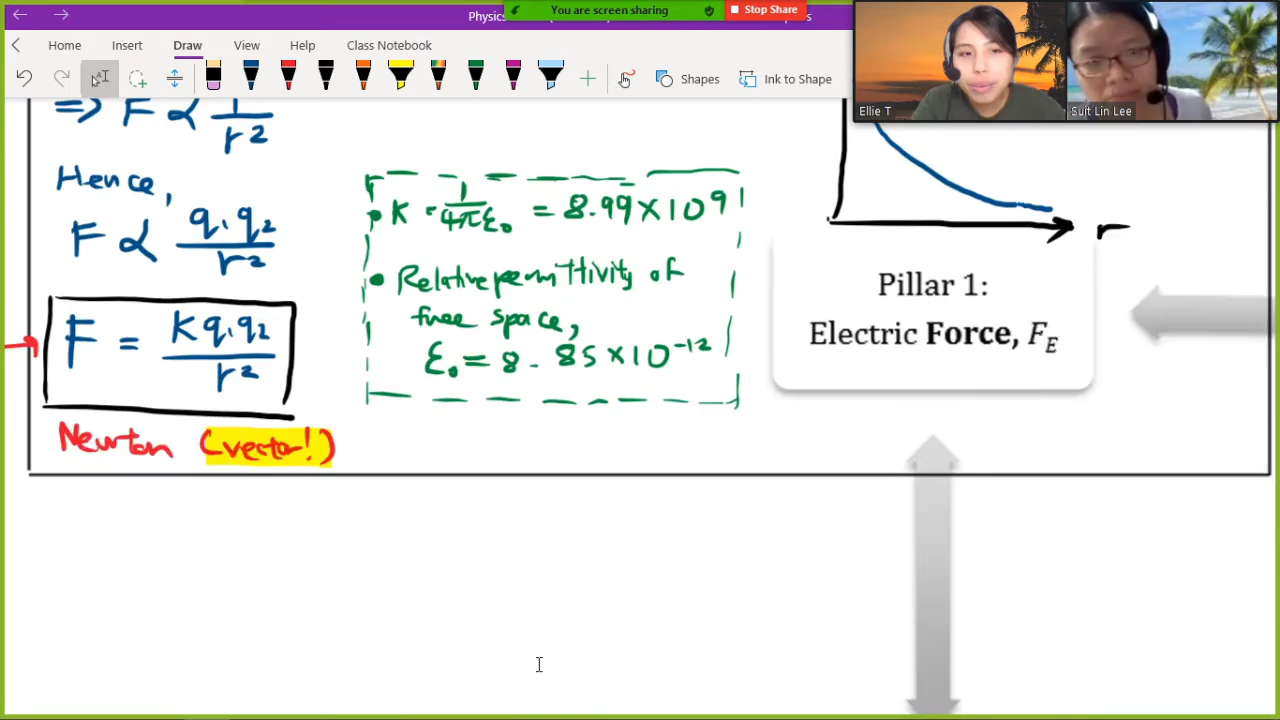 Physics
You are screen sharing
Stop Share
Home Insert Draw View Help Class Notebook
Shapes
Ink to Shape
Ellie T
Suit Lin Lee
=> F ∝ 1/r²
Hence,
F ∝ q₁q₂/r²
F = Kq₁q₂/r²
Newton (vector!)
• K = 1/4πε₀ = 8.99 × 10⁹
• Relative permittivity of
free space,
ε₀ = 8.85 × 10⁻¹²
r
Pillar 1:
Electric Force, F_E